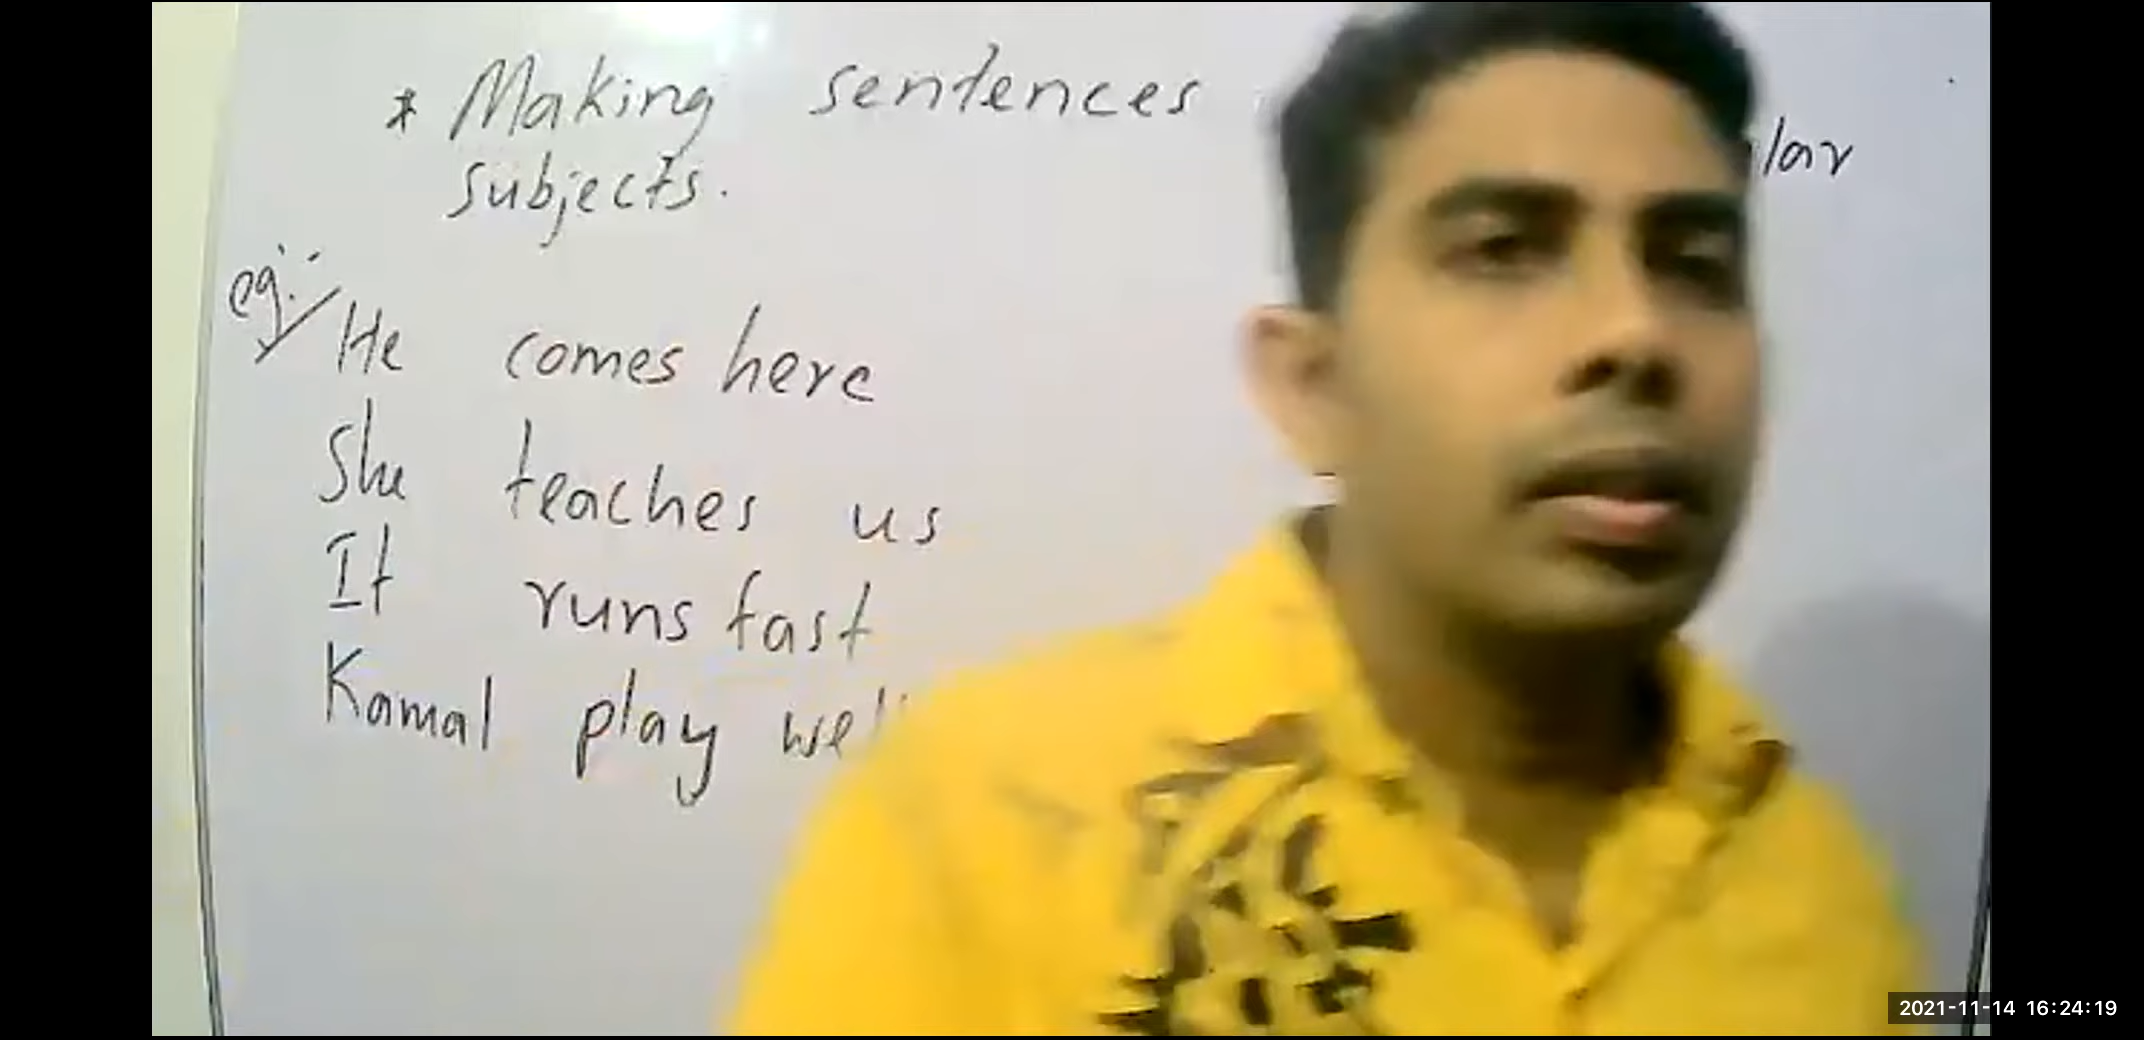 * Making sentences lar
subjects.
eg:-
He comes here
She teaches us
It runs fast
Kamal play
2021-11-14 16:24:19